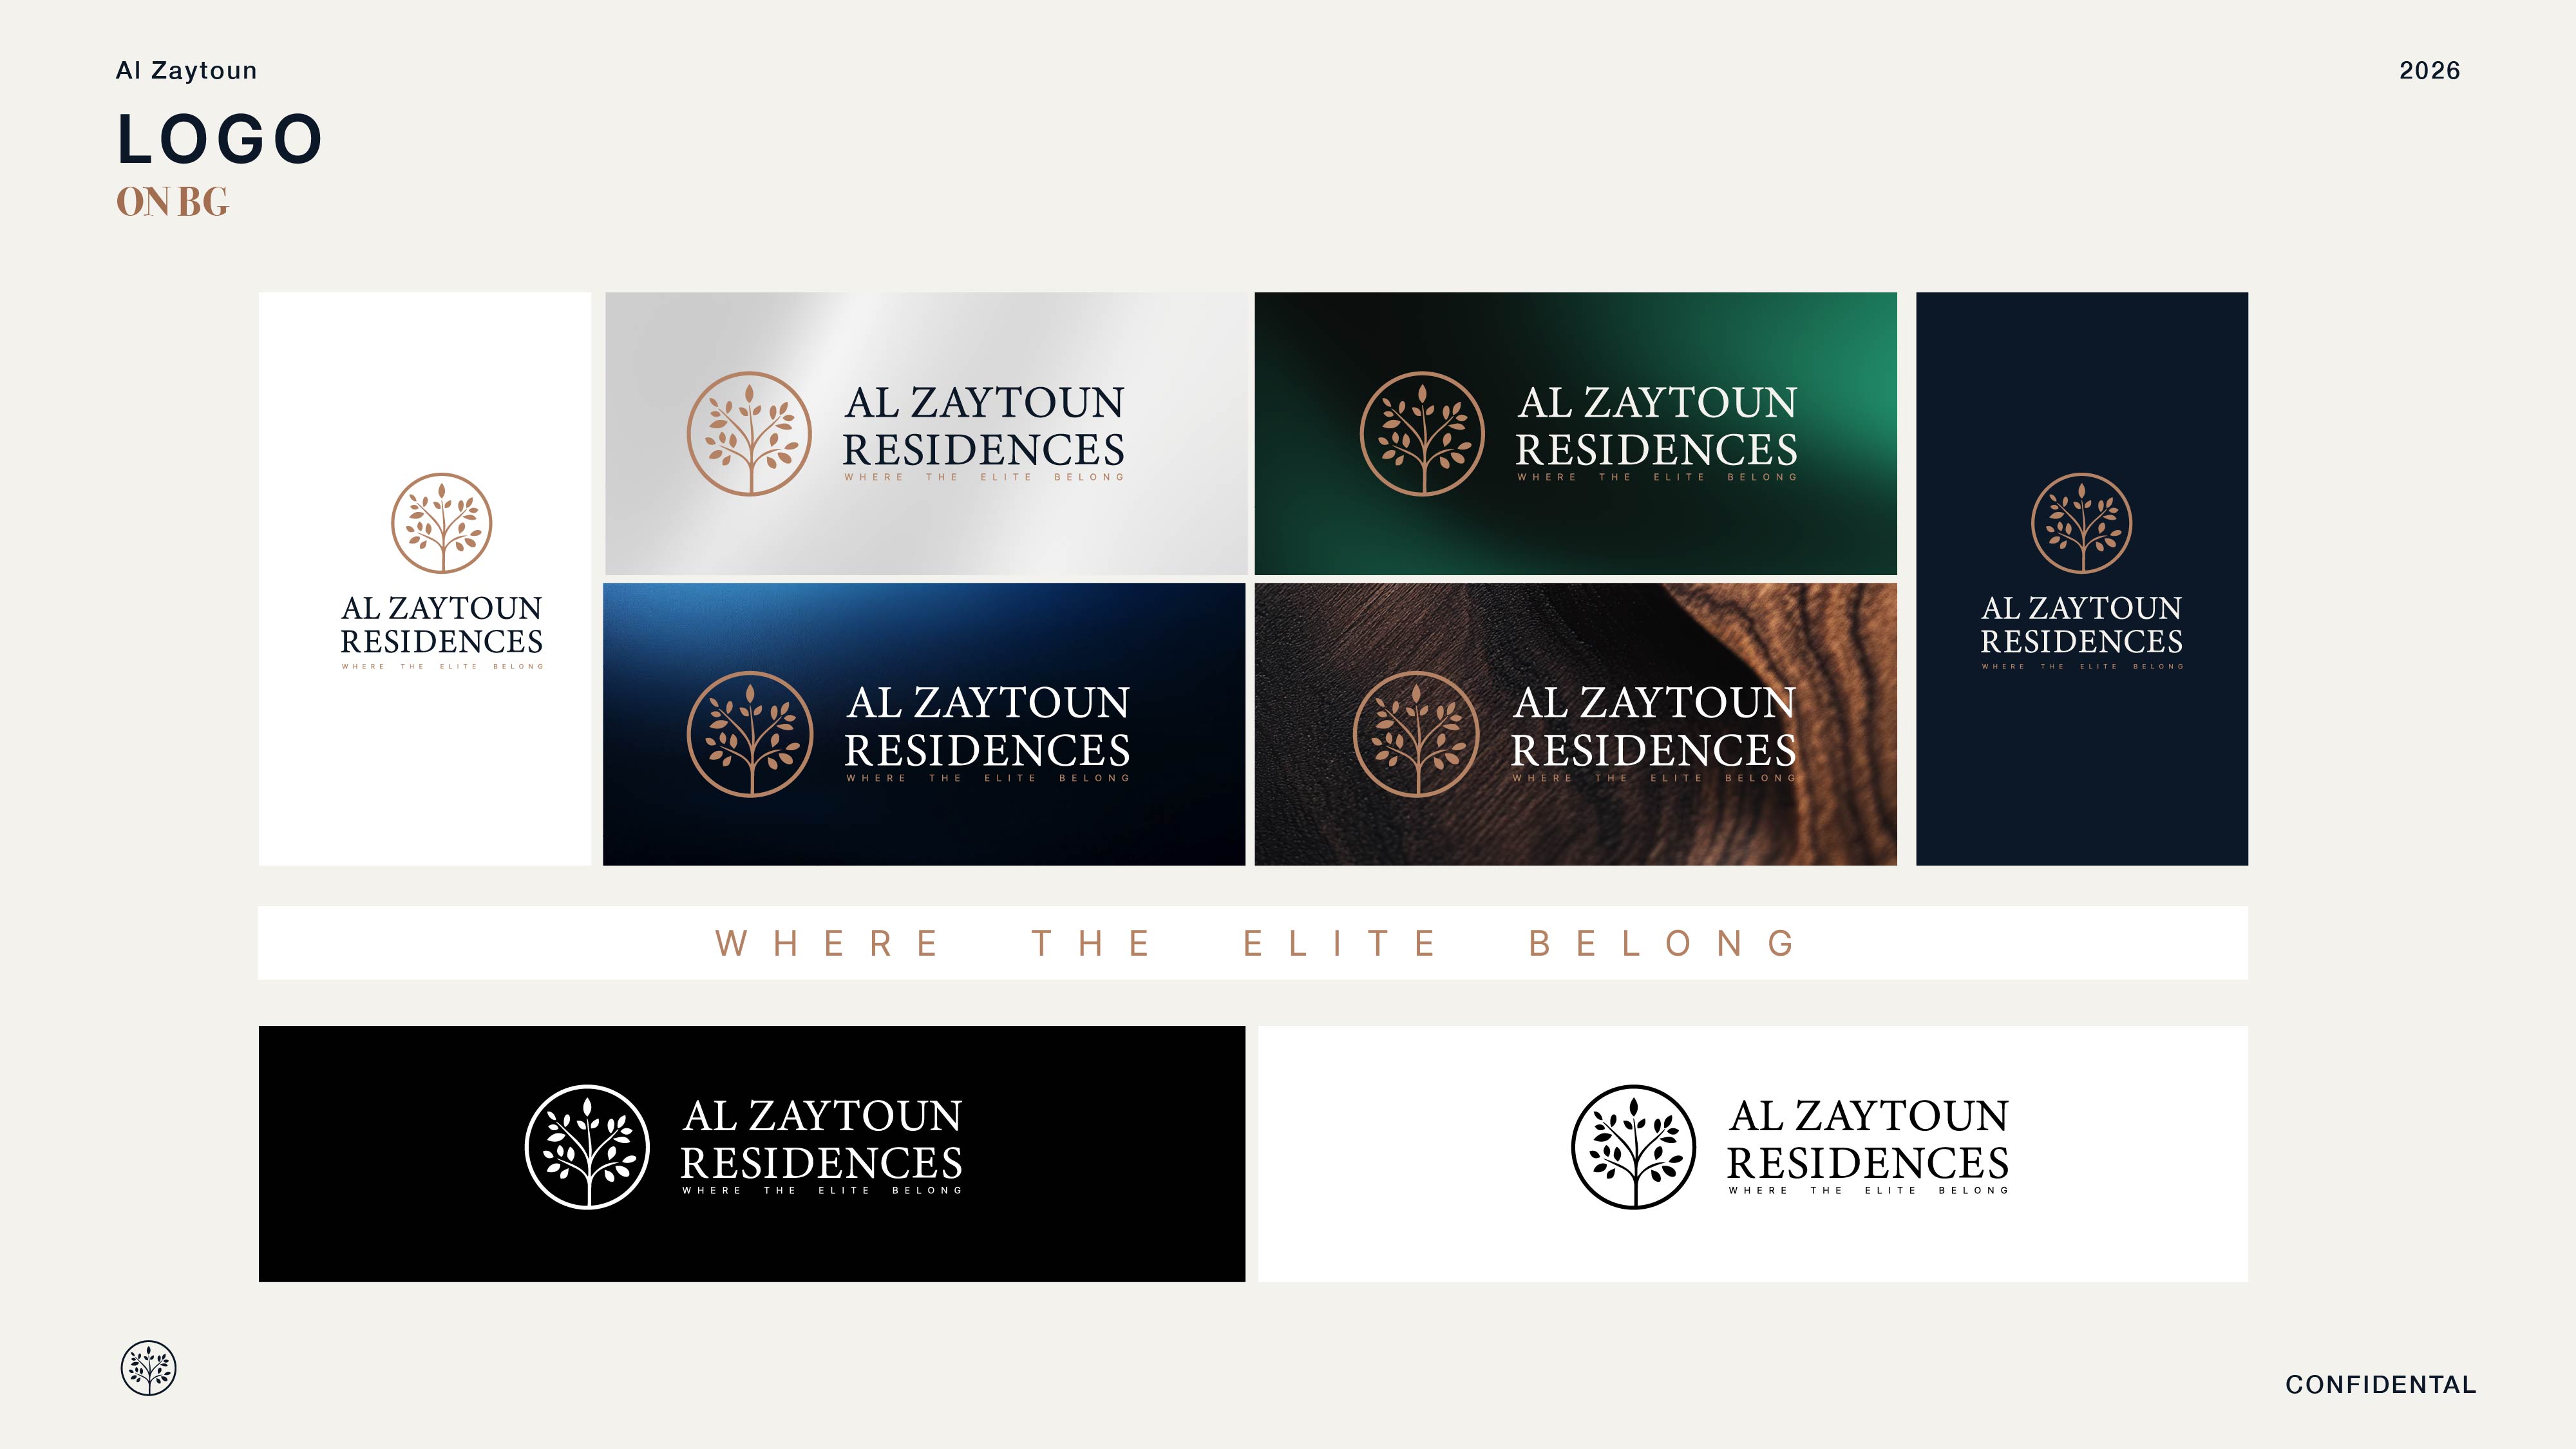 Al Zaytoun
2026
LOGO
ON BG
AL ZAYTOUN
RESIDENCES
WHERE THE ELITE BELONG
AL ZAYTOUN
RESIDENCES
WHERE THE ELITE BELONG
AL ZAYTOUN
RESIDENCES
WHERE THE ELITE BELONG
AL ZAYTOUN
RESIDENCES
WHERE THE ELITE BELONG
AL ZAYTOUN
RESIDENCES
WHERE THE ELITE BELONG
AL ZAYTOUN
RESIDENCES
WHERE THE ELITE BELONG
WHERE THE ELITE BELONG
AL ZAYTOUN
RESIDENCES
WHERE THE ELITE BELONG
AL ZAYTOUN
RESIDENCES
WHERE THE ELITE BELONG
CONFIDENTAL